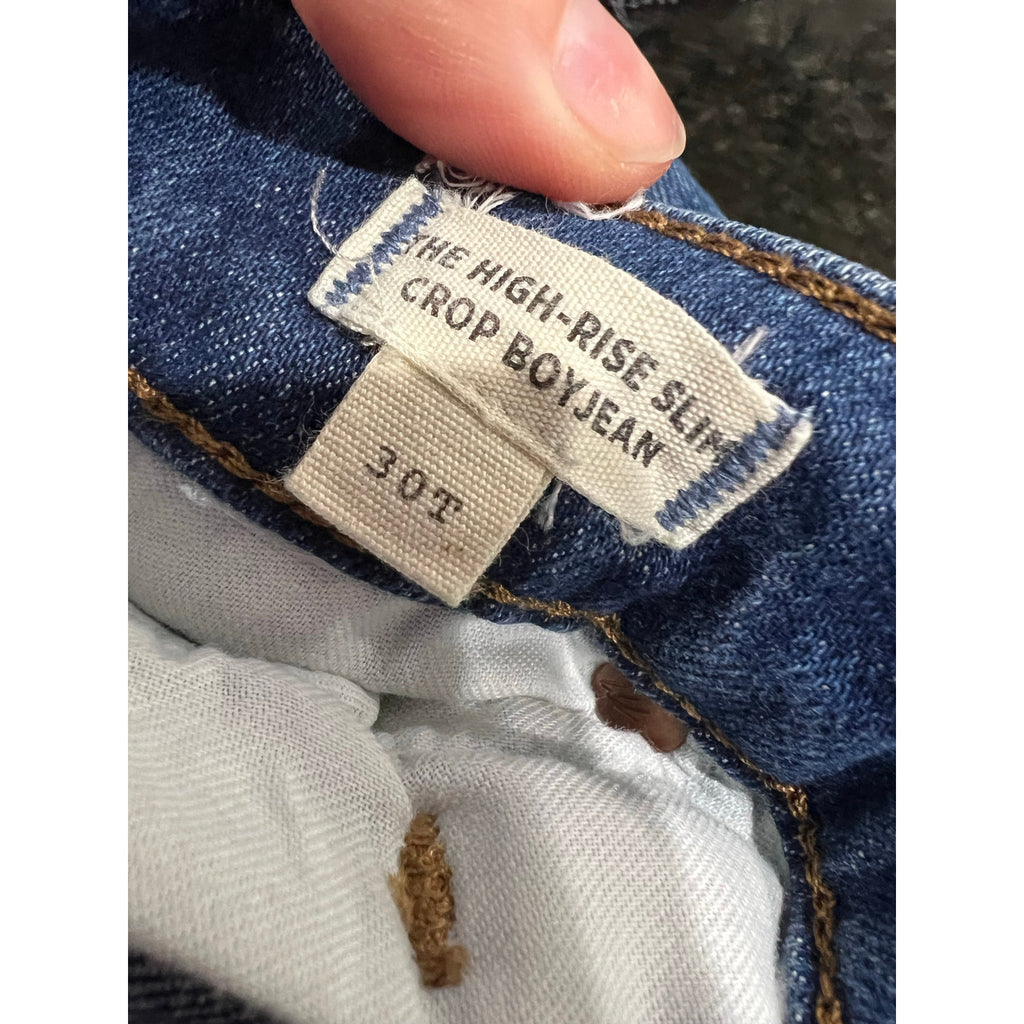 THE HIGH-RISE SLIM
CROP BOYJEAN
30T